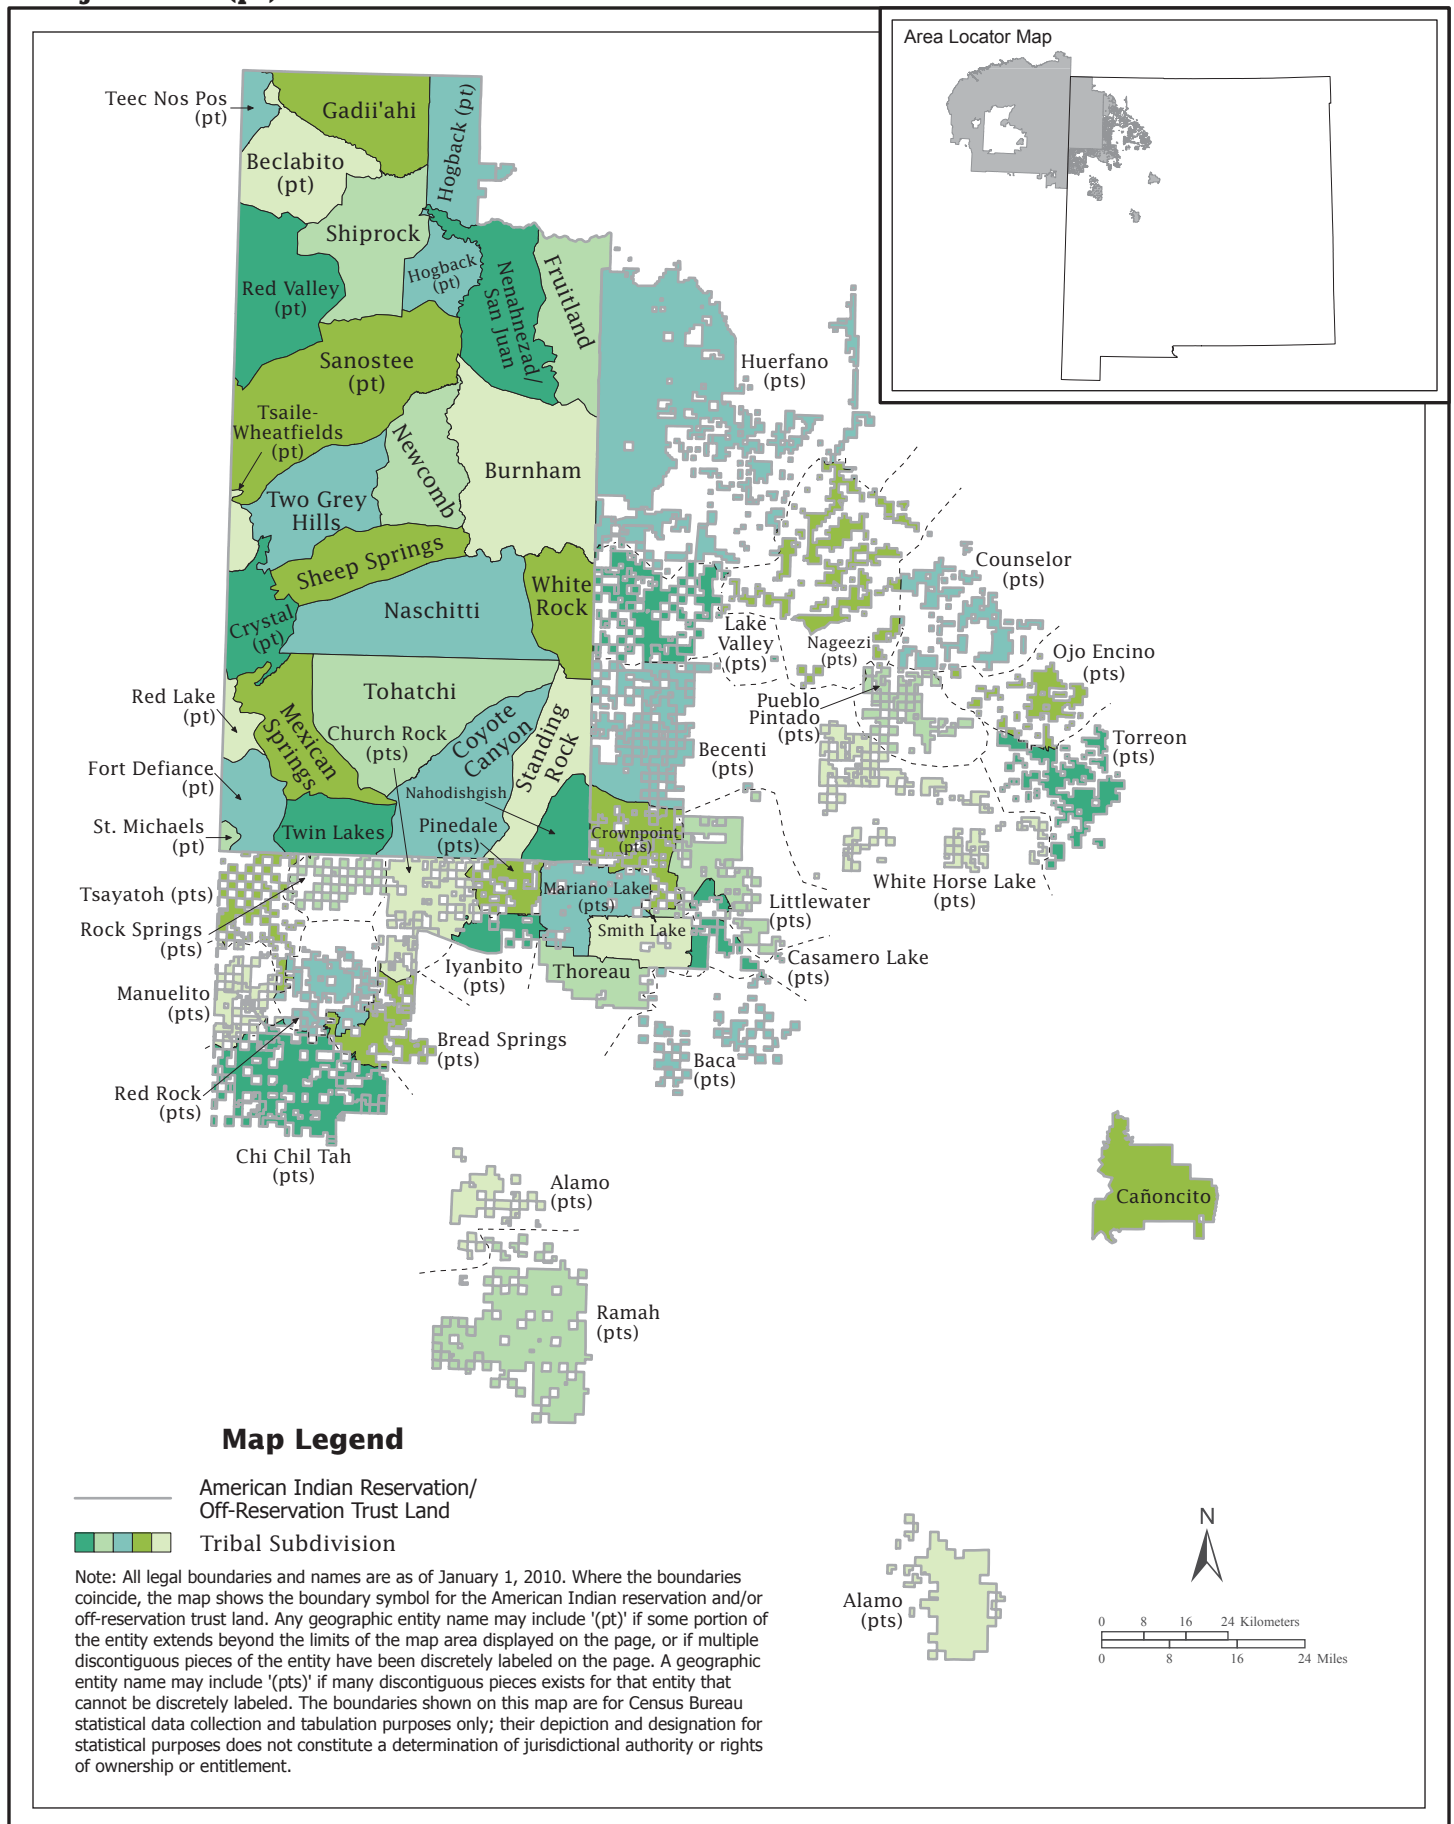 Area Locator Map
Teec Nos Pos
(pt)
Gadii'ahi
Hogback (pt)
Beclabito
(pt)
Shiprock
Hogback
(pt)
Red Valley
(pt)
Nenahnezad/
San Juan
Fruitland
Sanostee
(pt)
Huerfano
(pts)
Tsaile-
Wheatfields
(pt)
Newcomb
Burnham
Two Grey
Hills
Sheep Springs
White
Rock
Counselor
(pts)
Naschitti
Crystal
(pt)
Lake
Valley
(pts)
Nageezi
(pts)
Ojo Encino
(pts)
Tohatchi
Red Lake
(pt)
Pueblo
Pintado
(pts)
Mexican
Springs
Church Rock
(pts)
Coyote
Canyon
Standing
Rock
Becenti
(pts)
Torreon
(pts)
Fort Defiance
(pt)
Nahodishgish
St. Michaels
(pt)
Twin Lakes
Pinedale
(pts)
Crownpoint
(pts)
Tsayatoh (pts)
Mariano Lake
(pts)
White Horse Lake
(pts)
Littlewater
(pts)
Rock Springs
(pts)
Smith Lake
Casamero Lake
(pts)
Iyanbito
(pts)
Thoreau
Manuelito
(pts)
Bread Springs
(pts)
Baca
(pts)
Red Rock
(pts)
Chi Chil Tah
(pts)
Alamo
(pts)
Cañoncito
Ramah
(pts)
Map Legend
American Indian Reservation/
Off-Reservation Trust Land
Tribal Subdivision
Note: All legal boundaries and names are as of January 1, 2010. Where the boundaries
coincide, the map shows the boundary symbol for the American Indian reservation and/or
off-reservation trust land. Any geographic entity name may include '(pt)' if some portion of
the entity extends beyond the limits of the map area displayed on the page, or if multiple
discontiguous pieces of the entity have been discretely labeled on the page. A geographic
entity name may include '(pts)' if many discontiguous pieces exists for that entity that
cannot be discretely labeled. The boundaries shown on this map are for Census Bureau
statistical data collection and tabulation purposes only; their depiction and designation for
statistical purposes does not constitute a determination of jurisdictional authority or rights
of ownership or entitlement.
Alamo
(pts)
N
0 8 16 24 Kilometers
0 8 16 24 Miles